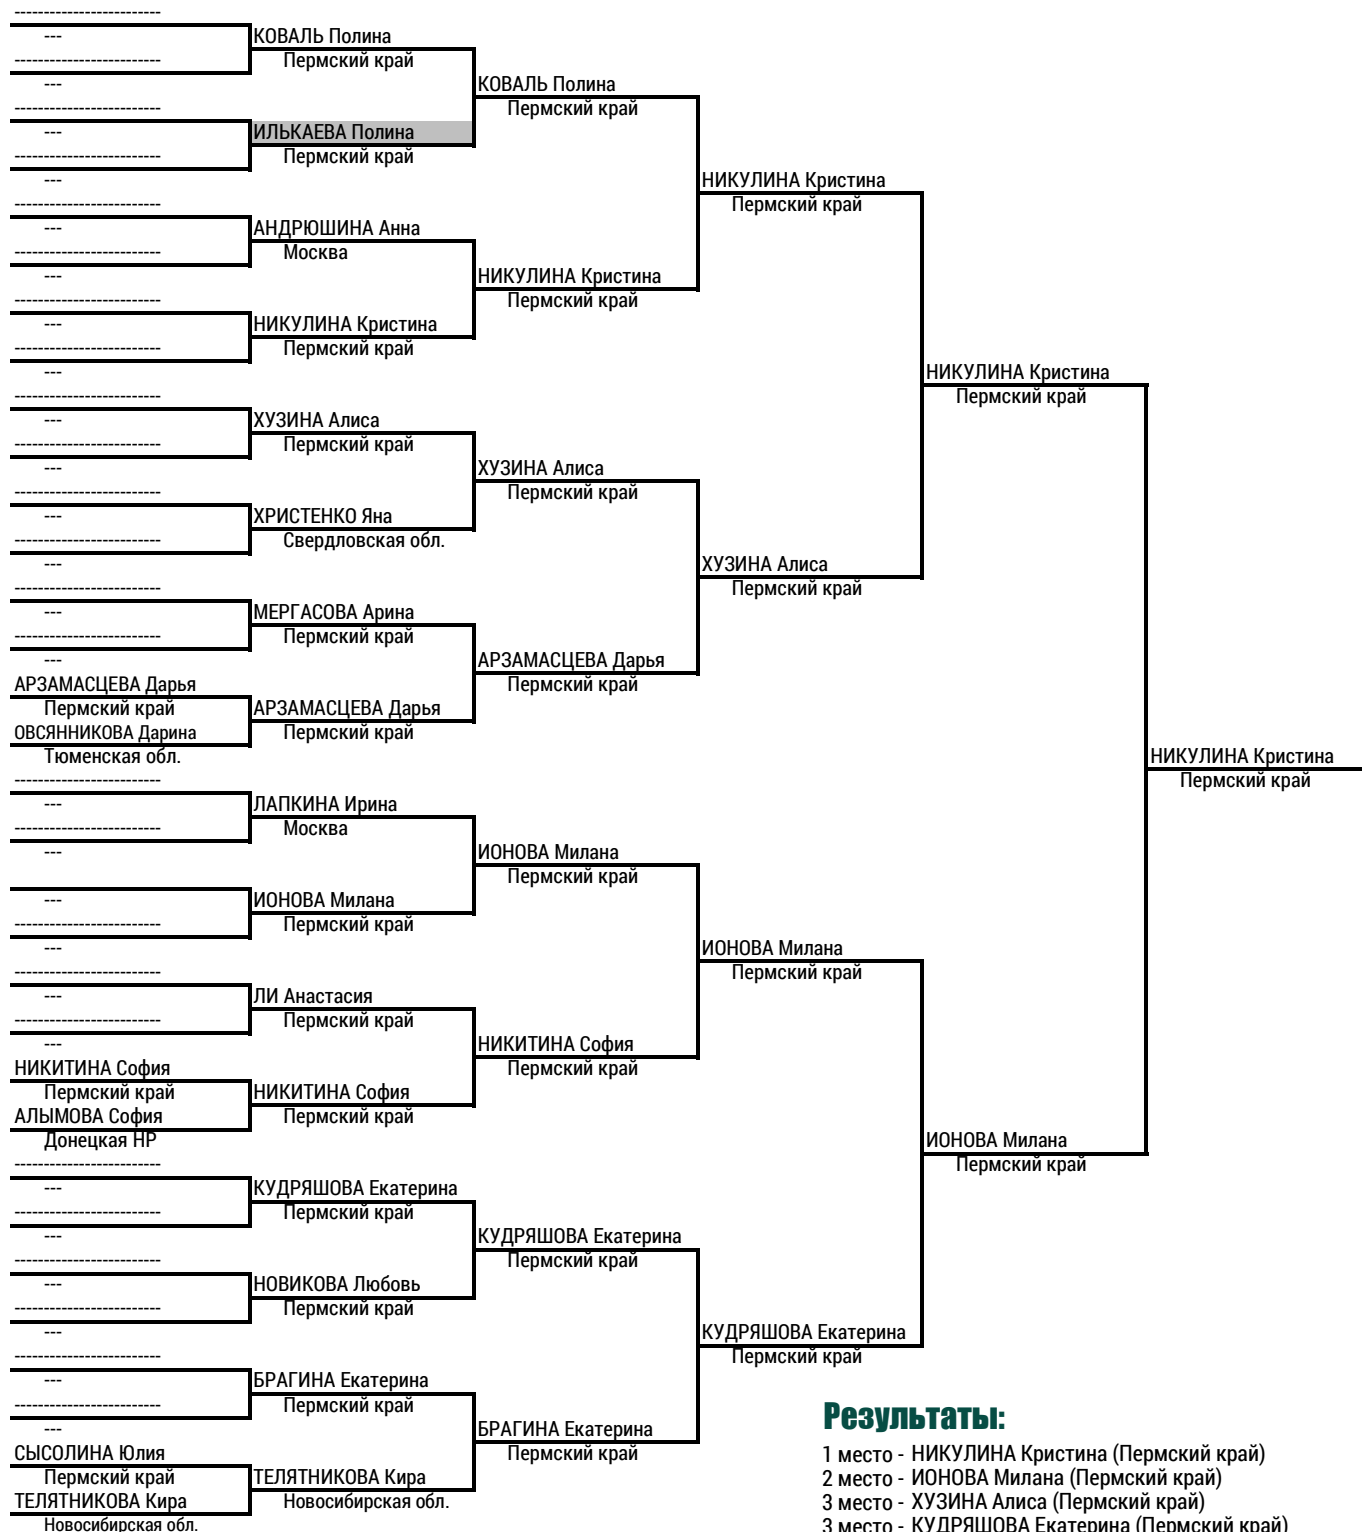 -------------------------
---
-------------------------
---
-------------------------
---
-------------------------
---
-------------------------
---
-------------------------
---
-------------------------
---
-------------------------
---
-------------------------
---
-------------------------
---
-------------------------
---
-------------------------
---
-------------------------
---
-------------------------
---
АРЗАМАСЦЕВА Дарья
Пермский край
ОВСЯННИКОВА Дарина
Тюменская обл.
-------------------------
---
-------------------------
---
---
-------------------------
---
-------------------------
---
-------------------------
---
НИКИТИНА София
Пермский край
АЛЫМОВА София
Донецкая НР
-------------------------
---
-------------------------
---
-------------------------
---
-------------------------
---
-------------------------
---
-------------------------
---
СЫСОЛИНА Юлия
Пермский край
ТЕЛЯТНИКОВА Кира
Новосибирская обл.
КОВАЛЬ Полина
Пермский край
ИЛЬКАЕВА Полина
Пермский край
АНДРЮШИНА Анна
Москва
НИКУЛИНА Кристина
Пермский край
ХУЗИНА Алиса
Пермский край
ХРИСТЕНКО Яна
Свердловская обл.
МЕРГАСОВА Арина
Пермский край
АРЗАМАСЦЕВА Дарья
Пермский край
ЛАПКИНА Ирина
Москва
ИОНОВА Милана
Пермский край
ЛИ Анастасия
Пермский край
НИКИТИНА София
Пермский край
КУДРЯШОВА Екатерина
Пермский край
НОВИКОВА Любовь
Пермский край
БРАГИНА Екатерина
Пермский край
ТЕЛЯТНИКОВА Кира
Новосибирская обл.
КОВАЛЬ Полина
Пермский край
НИКУЛИНА Кристина
Пермский край
ХУЗИНА Алиса
Пермский край
АРЗАМАСЦЕВА Дарья
Пермский край
ИОНОВА Милана
Пермский край
НИКИТИНА София
Пермский край
КУДРЯШОВА Екатерина
Пермский край
БРАГИНА Екатерина
Пермский край
НИКУЛИНА Кристина
Пермский край
ХУЗИНА Алиса
Пермский край
ИОНОВА Милана
Пермский край
КУДРЯШОВА Екатерина
Пермский край
НИКУЛИНА Кристина
Пермский край
ИОНОВА Милана
Пермский край
НИКУЛИНА Кристина
Пермский край
Результаты:
1 место - НИКУЛИНА Кристина (Пермский край)
2 место - ИОНОВА Милана (Пермский край)
3 место - ХУЗИНА Алиса (Пермский край)
3 место - КУДРЯШОВА Екатерина (Пермский край)